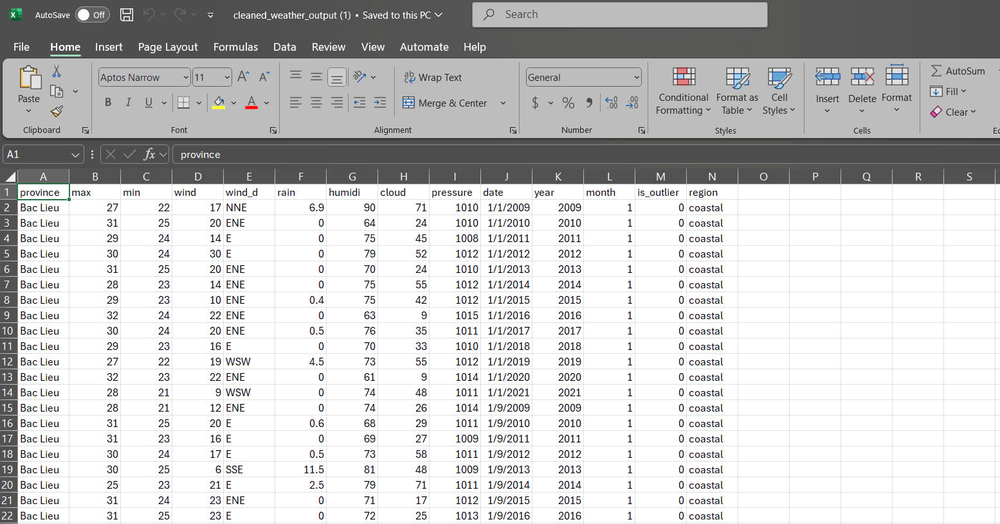 AutoSave Off cleaned_weather_output (1) • Saved to this PC Search
File Home Insert Page Layout Formulas Data Review View Automate Help
Paste
Clipboard
Aptos Narrow 11
B I U A
Font
Wrap Text
Merge & Center
Alignment
General
$ % 9
Number
Conditional Formatting
Format as Table
Cell Styles
Styles
Insert Delete Format
Cells
AutoSum
Fill
Clear
A1 fx province
A B C D E F G H I J K L M N O P Q R S
1 province max min wind wind_d rain humidi cloud pressure date year month is_outlier region
2 Bac Lieu 27 22 17 NNE 6.9 90 71 1010 1/1/2009 2009 1 0 coastal
3 Bac Lieu 31 25 20 ENE 0 64 24 1010 1/1/2010 2010 1 0 coastal
4 Bac Lieu 29 24 14 E 0 75 45 1008 1/1/2011 2011 1 0 coastal
5 Bac Lieu 30 24 30 E 0 79 52 1012 1/1/2012 2012 1 0 coastal
6 Bac Lieu 31 25 20 ENE 0 70 24 1010 1/1/2013 2013 1 0 coastal
7 Bac Lieu 28 23 14 ENE 0 75 55 1012 1/1/2014 2014 1 0 coastal
8 Bac Lieu 29 23 10 ENE 0.4 75 42 1012 1/1/2015 2015 1 0 coastal
9 Bac Lieu 32 24 22 ENE 0 63 9 1015 1/1/2016 2016 1 0 coastal
10 Bac Lieu 30 24 20 ENE 0.5 76 35 1011 1/1/2017 2017 1 0 coastal
11 Bac Lieu 29 23 16 E 0 70 33 1010 1/1/2018 2018 1 0 coastal
12 Bac Lieu 27 22 19 WSW 4.5 73 55 1012 1/1/2019 2019 1 0 coastal
13 Bac Lieu 32 23 22 ENE 0 61 9 1014 1/1/2020 2020 1 0 coastal
14 Bac Lieu 28 21 9 WSW 0 74 48 1011 1/1/2021 2021 1 0 coastal
15 Bac Lieu 28 21 12 ENE 0 74 26 1014 1/9/2009 2009 1 0 coastal
16 Bac Lieu 31 25 20 E 0.6 68 29 1011 1/9/2010 2010 1 0 coastal
17 Bac Lieu 31 23 16 E 0 69 27 1009 1/9/2011 2011 1 0 coastal
18 Bac Lieu 30 24 17 E 0.5 73 58 1011 1/9/2012 2012 1 0 coastal
19 Bac Lieu 30 25 6 SSE 11.5 81 48 1009 1/9/2013 2013 1 0 coastal
20 Bac Lieu 25 23 21 E 2.5 79 71 1011 1/9/2014 2014 1 0 coastal
21 Bac Lieu 31 24 23 ENE 0 71 17 1012 1/9/2015 2015 1 0 coastal
22 Bac Lieu 31 25 23 E 0 72 25 1013 1/9/2016 2016 1 0 coastal